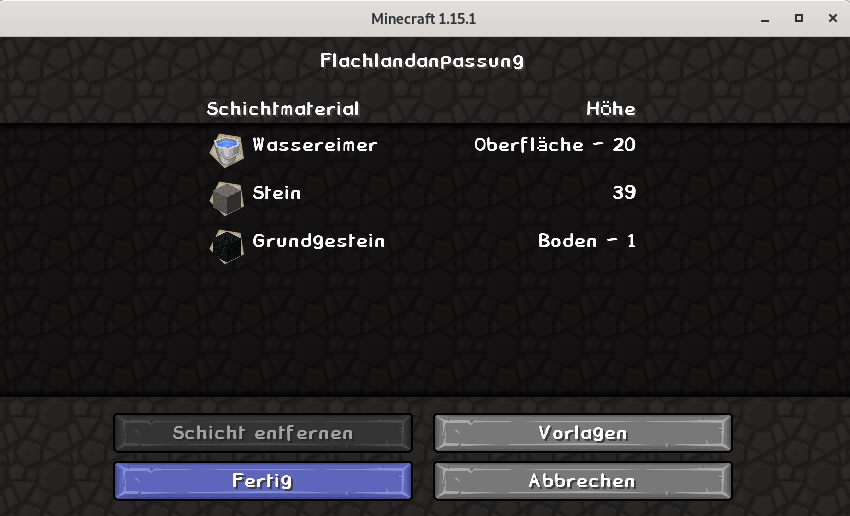 Minecraft 1.15.1
Flachlandanpassung
Schichtmaterial Höhe
Wassereimer Oberfläche - 20
Stein 39
Grundgestein Boden - 1
Schicht entfernen Vorlagen
Fertig Abbrechen